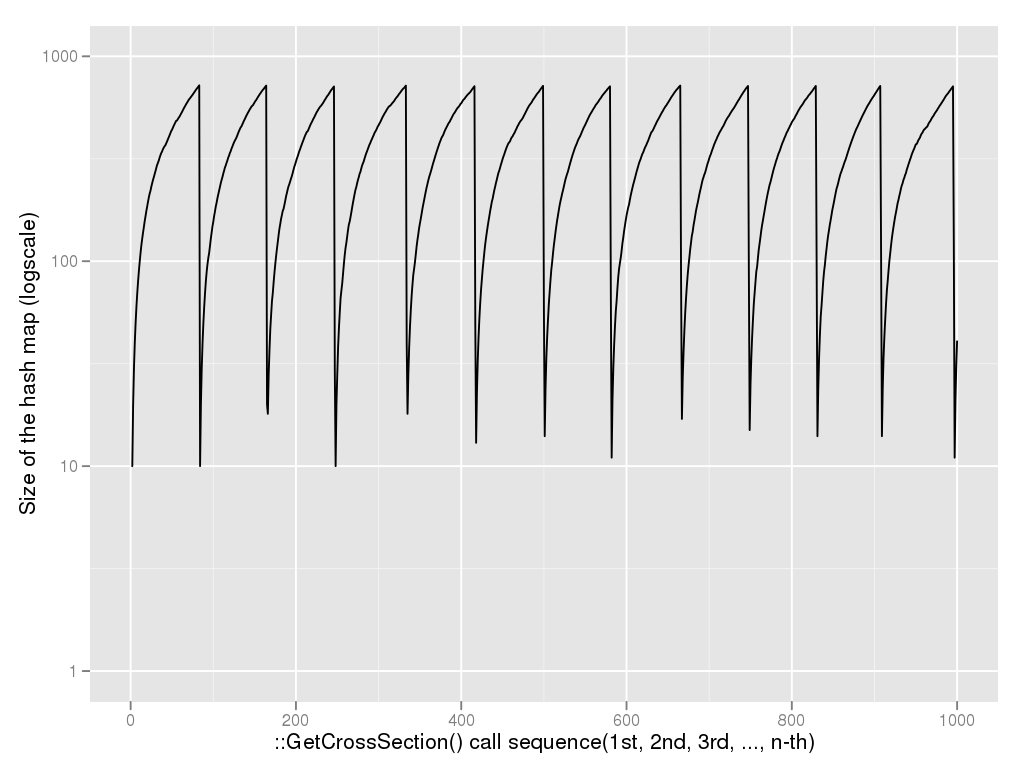 Size of the hash map (logscale)
1000
100
10
1
0 200 400 600 800 1000
::GetCrossSection() call sequence(1st, 2nd, 3rd, ..., n-th)